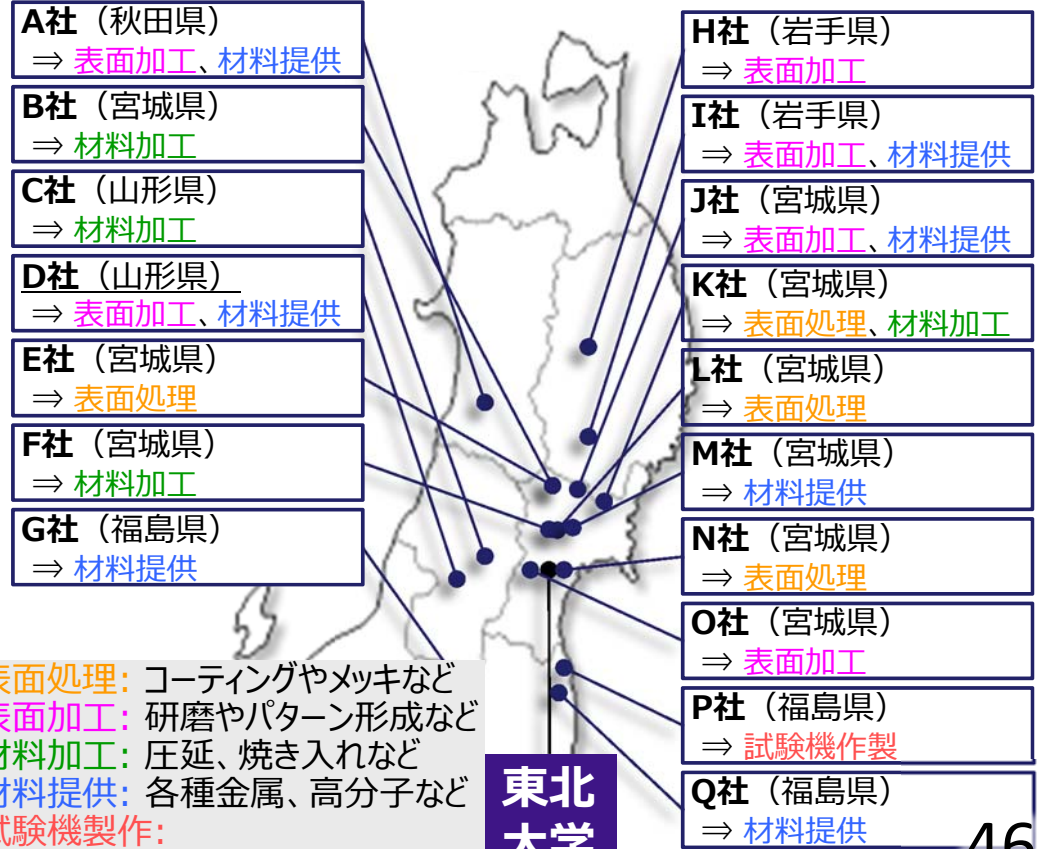 A社（秋田県）
⇒ 表面加工、材料提供
B社（宮城県）
⇒ 材料加工
C社（山形県）
⇒ 材料加工
D社（山形県）
⇒ 表面加工、材料提供
E社（宮城県）
⇒ 表面処理
F社（宮城県）
⇒ 材料加工
G社（福島県）
⇒ 材料提供
H社（岩手県）
⇒ 表面加工
I社（岩手県）
⇒ 表面加工、材料提供
J社（宮城県）
⇒ 表面加工、材料提供
K社（宮城県）
⇒ 表面処理、材料加工
L社（宮城県）
⇒ 表面処理
M社（宮城県）
⇒ 材料提供
N社（宮城県）
⇒ 表面処理
O社（宮城県）
⇒ 表面加工
P社（福島県）
⇒ 試験機作製
Q社（福島県）
⇒ 材料提供
表面処理: コーティングやメッキなど
表面加工: 研磨やパターン形成など
材料加工: 圧延、焼き入れなど
材料提供: 各種金属、高分子など
試験機製作:
東北
大学
46